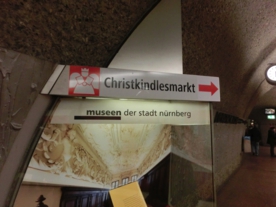 Christkindlesmarkt
museen der stadt nürnberg